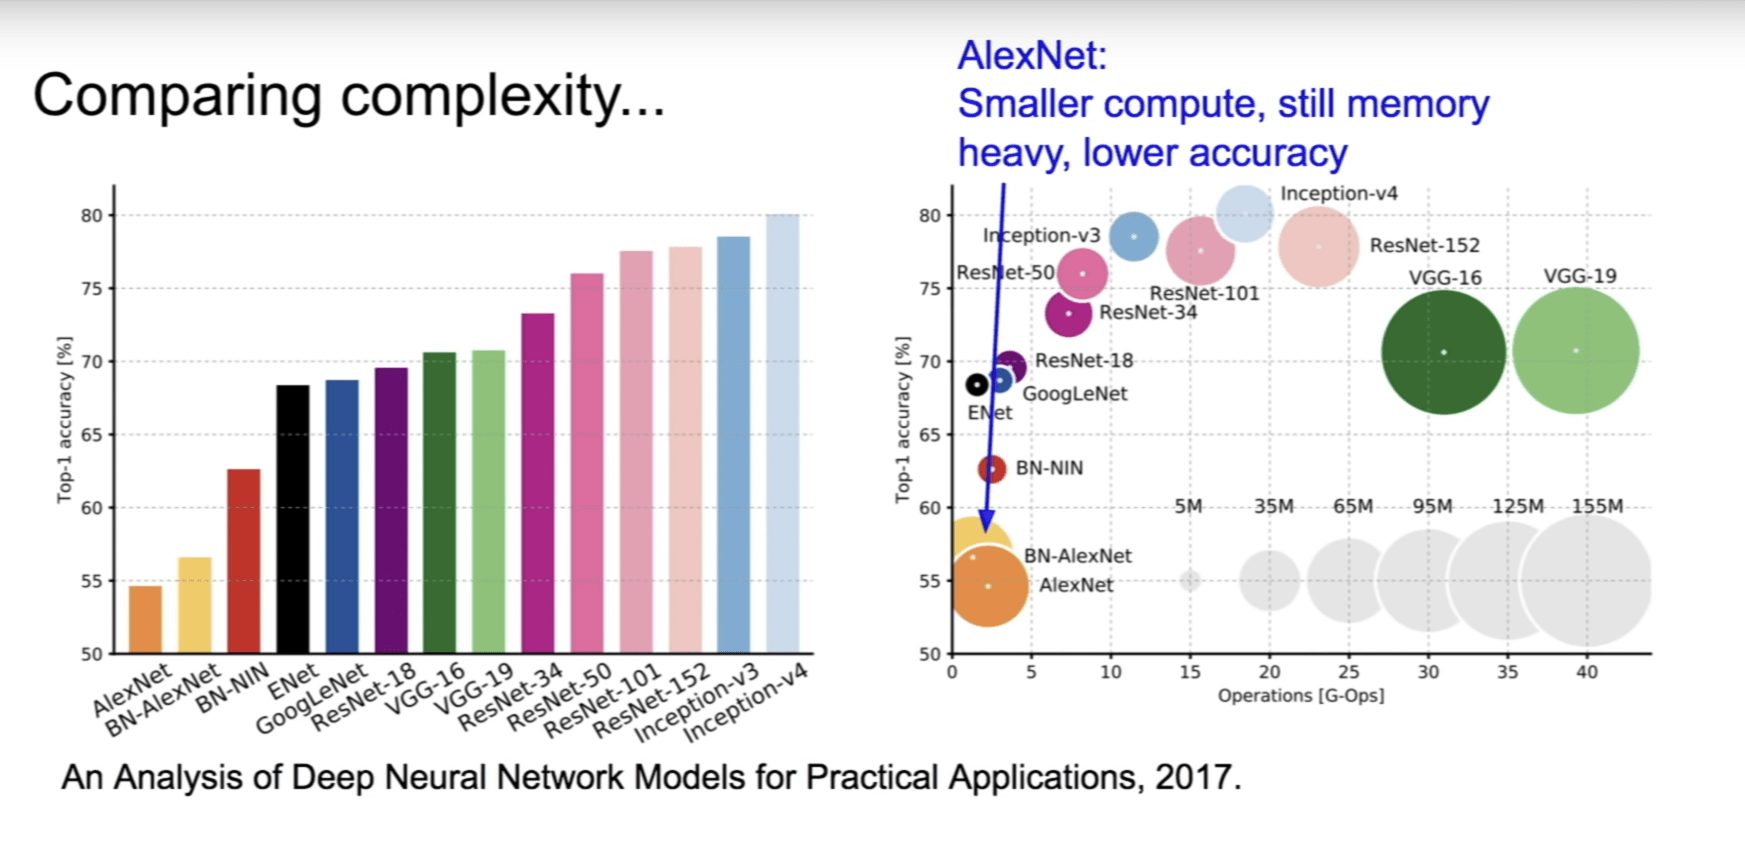 Comparing complexity...
AlexNet:
Smaller compute, still memory
heavy, lower accuracy
Top-1 accuracy [%]
80
75
70
65
60
55
50
AlexNet
BN-AlexNet
BN-NIN
ENet
GoogLeNet
ResNet-18
VGG-16
VGG-19
ResNet-34
ResNet-50
ResNet-101
ResNet-152
Inception-v3
Inception-v4
Top-1 accuracy [%]
80
75
70
65
60
55
50
Inception-v4
Inception-v3
ResNet-152
ResNet-50
VGG-16
VGG-19
ResNet-101
ResNet-34
ResNet-18
GoogLeNet
ENet
BN-NIN
5M 35M 65M 95M 125M 155M
BN-AlexNet
AlexNet
0 5 10 15 20 25 30 35 40
Operations [G-Ops]
An Analysis of Deep Neural Network Models for Practical Applications, 2017.